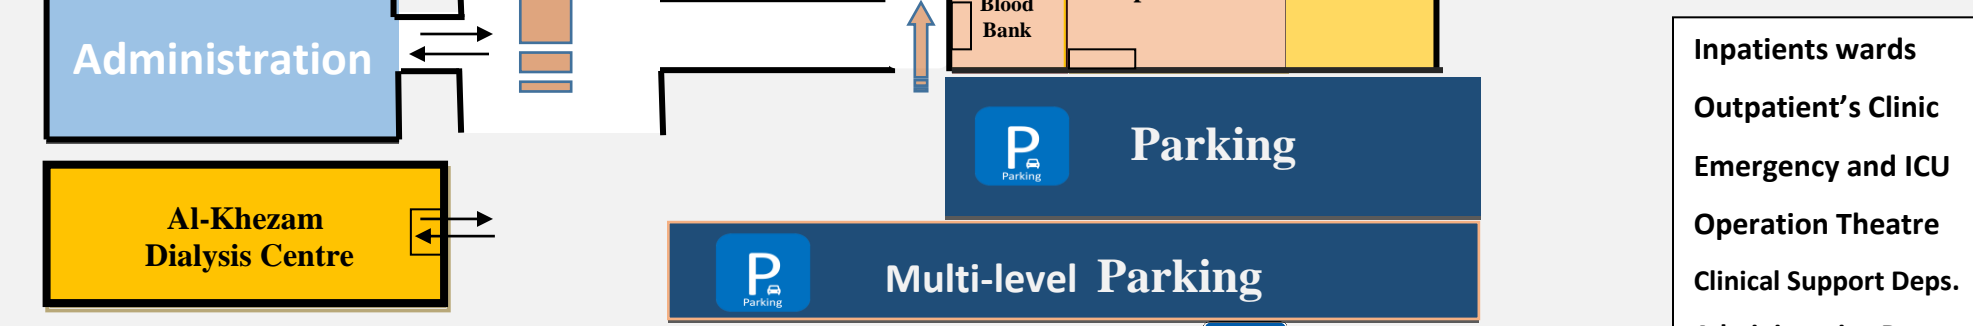 Blood
Bank
Administration
P
Parking
Parking
Al-Khezam
Dialysis Centre
P
Parking
Multi-level Parking
Inpatients wards
Outpatient’s Clinic
Emergency and ICU
Operation Theatre
Clinical Support Deps.